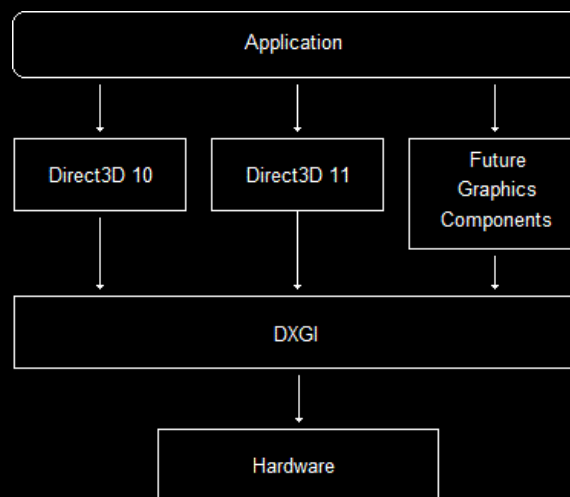 Application
Direct3D 10
Direct3D 11
Future
Graphics
Components
DXGI
Hardware